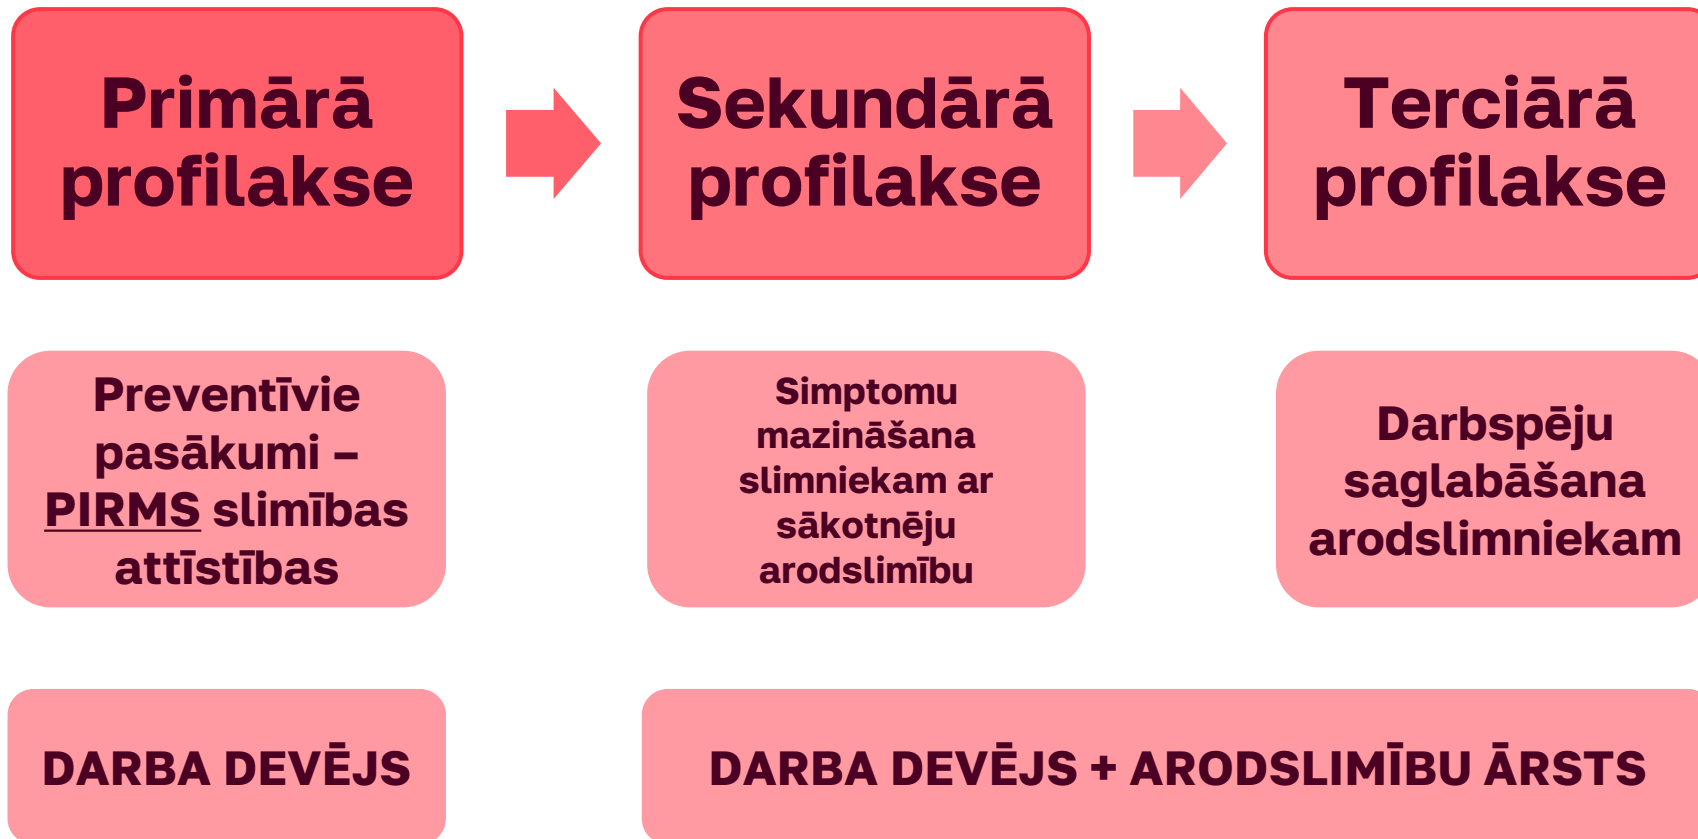 Primārā
profilakse
Sekundārā
profilakse
Terciārā
profilakse
Preventīvie
pasākumi –
PIRMS slimības
attīstības
Simptomu
mazināšana
slimniekam ar
sākotnēju
arodslimību
Darbspēju
saglabāšana
arodslimniekam
DARBA DEVĒJS
DARBA DEVĒJS + ARODSLIMĪBU ĀRSTS